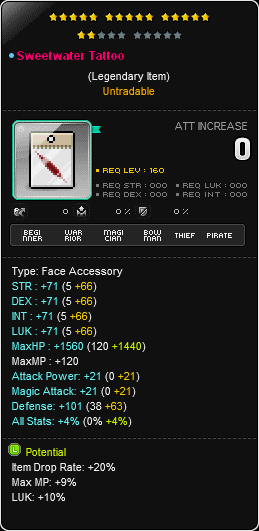 Sweetwater Tattoo
(Legendary Item)
Untradable
ATT INCREASE
0
REQ LEV : 160
REQ STR : 000 REQ LUK : 000
REQ DEX : 000 REQ INT : 000
0 0 % 0 %
BEGINNER WARRIOR MAGICIAN BOWMAN THIEF PIRATE
Type: Face Accessory
STR : +71 (5 +66)
DEX : +71 (5 +66)
INT : +71 (5 +66)
LUK : +71 (5 +66)
MaxHP : +1560 (120 +1440)
MaxMP : +120
Attack Power: +21 (0 +21)
Magic Attack: +21 (0 +21)
Defense: +101 (38 +63)
All Stats: +4% (0% +4%)
L Potential
Item Drop Rate: +20%
Max MP: +9%
LUK: +10%